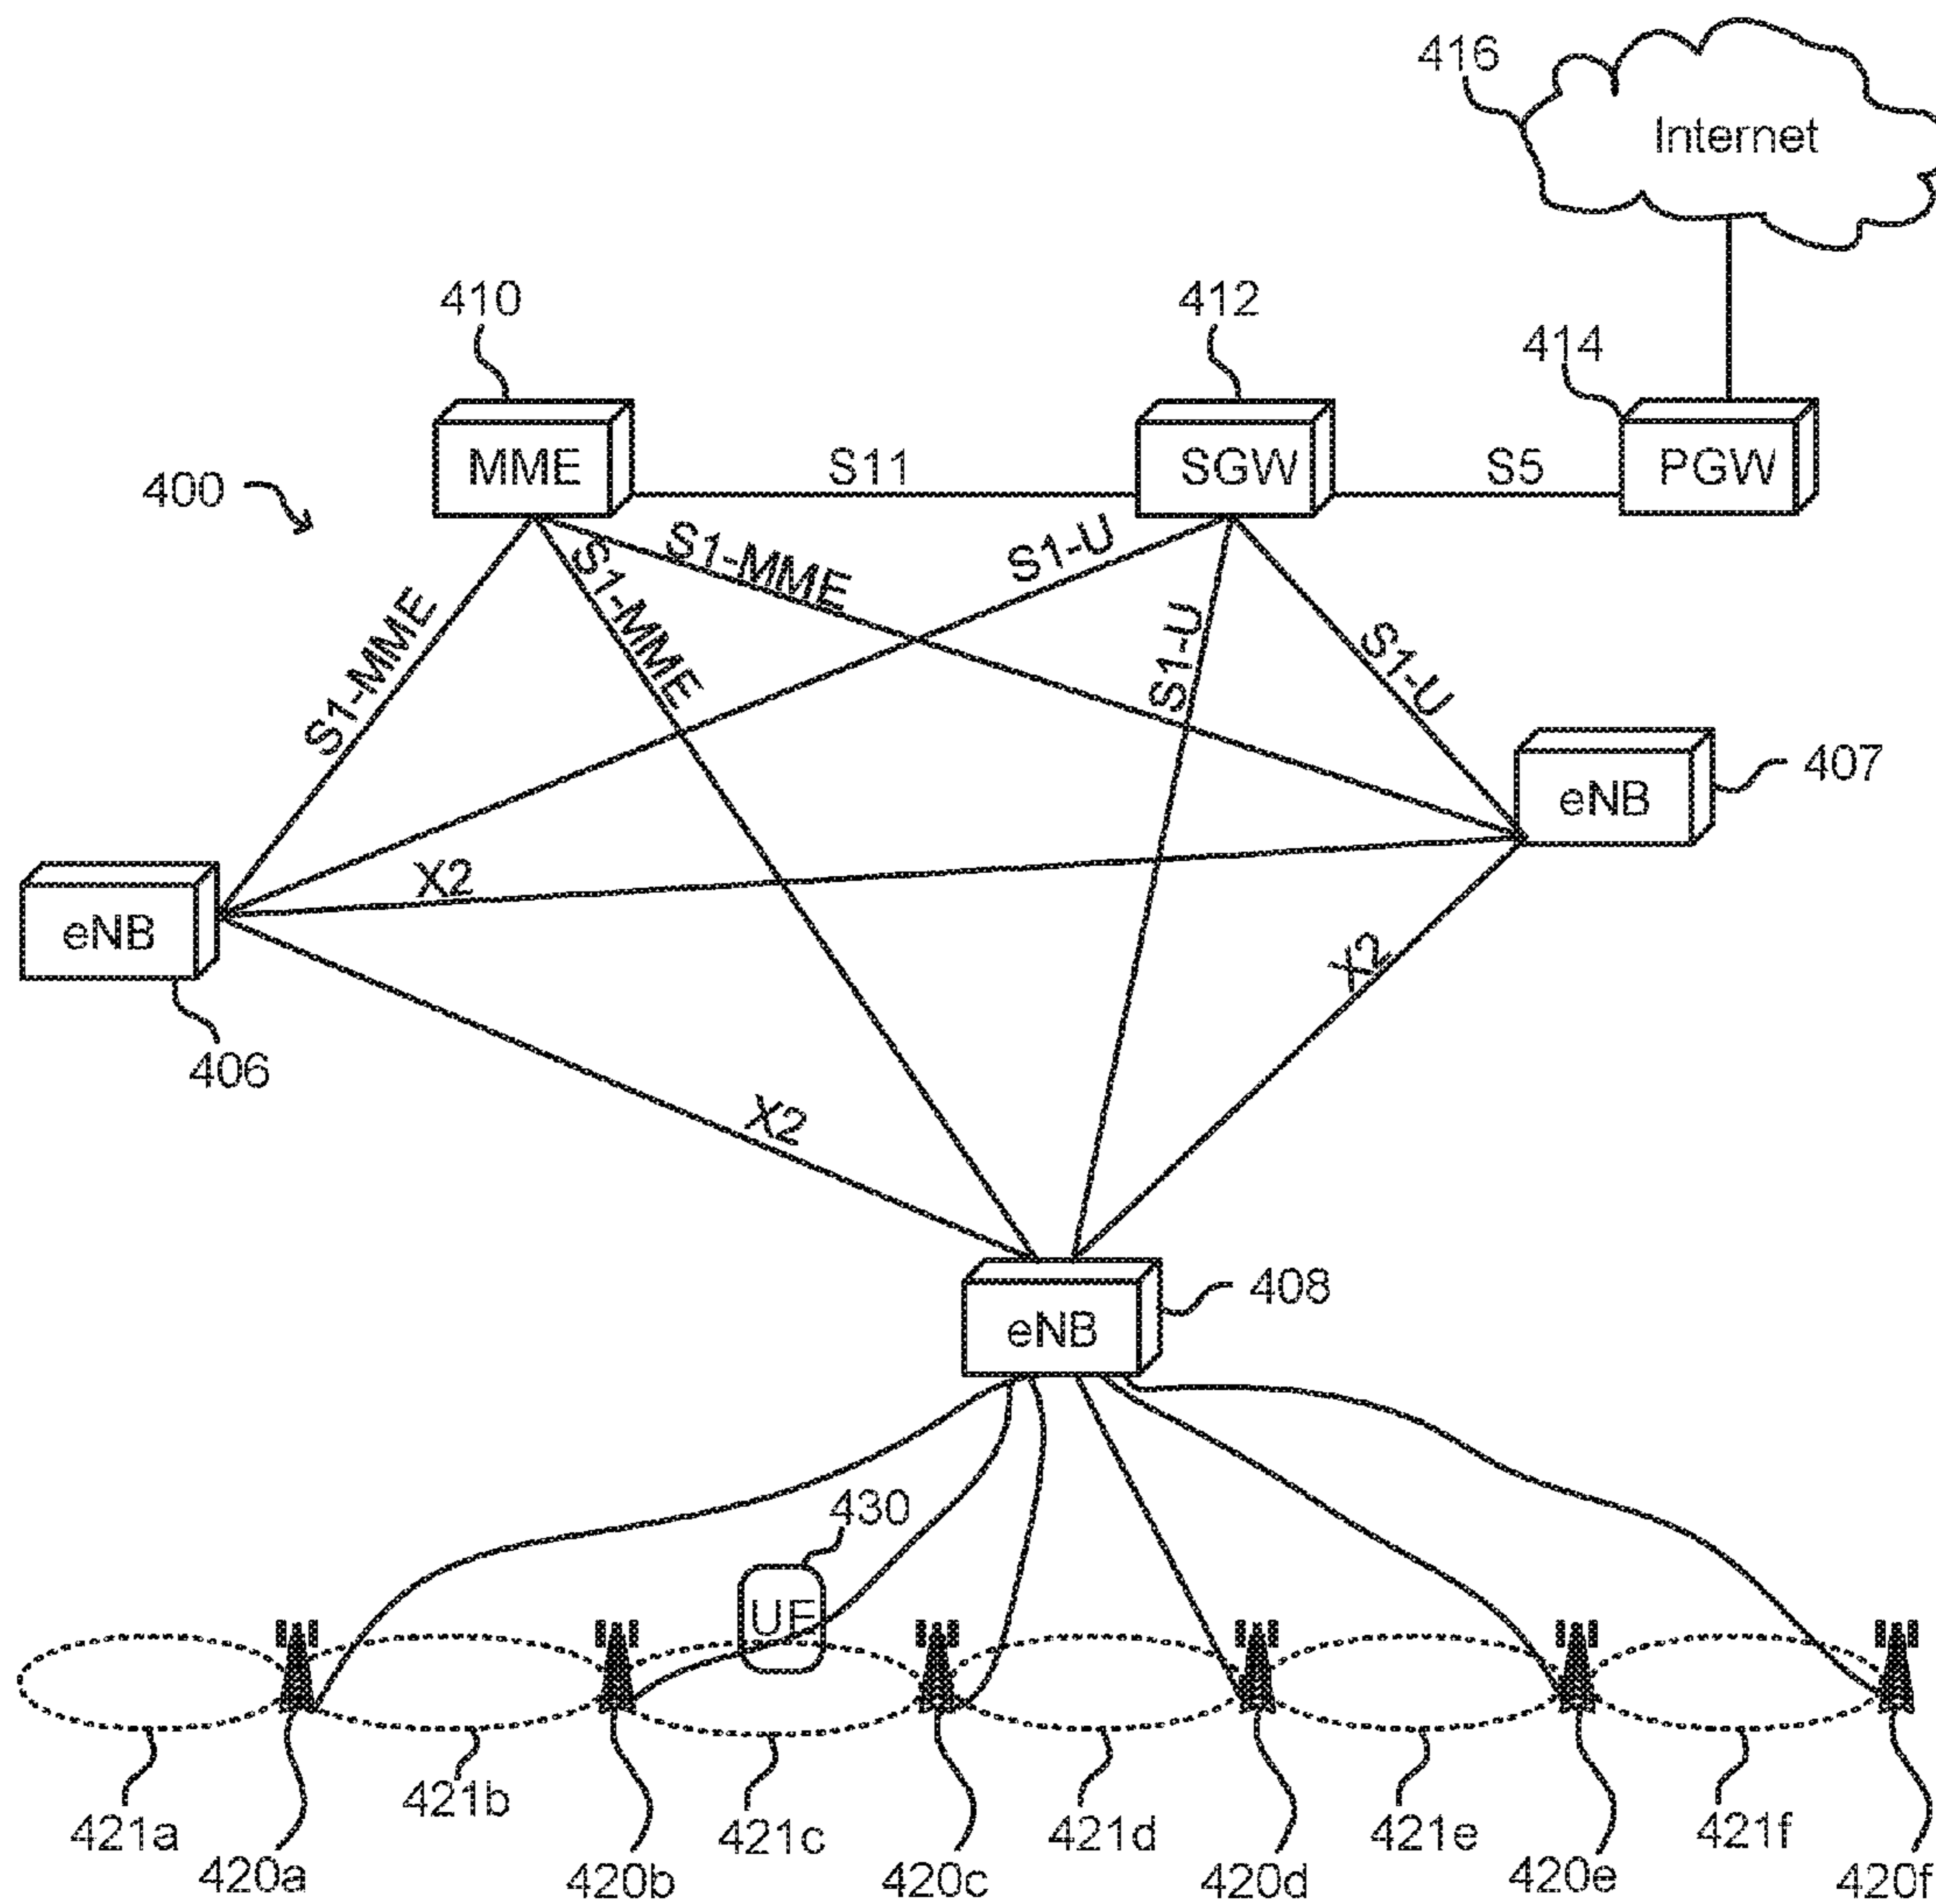 416
Internet
410
412
414
400
MME
S11
SGW
S5
PGW
S1-MME
S1-MME
S1-MME
S1-U
S1-U
S1-U
eNB
407
X2
eNB
406
X2
X2
eNB
408
430
UE
421a
421b
421c
421d
421e
421f
420a
420b
420c
420d
420e
420f